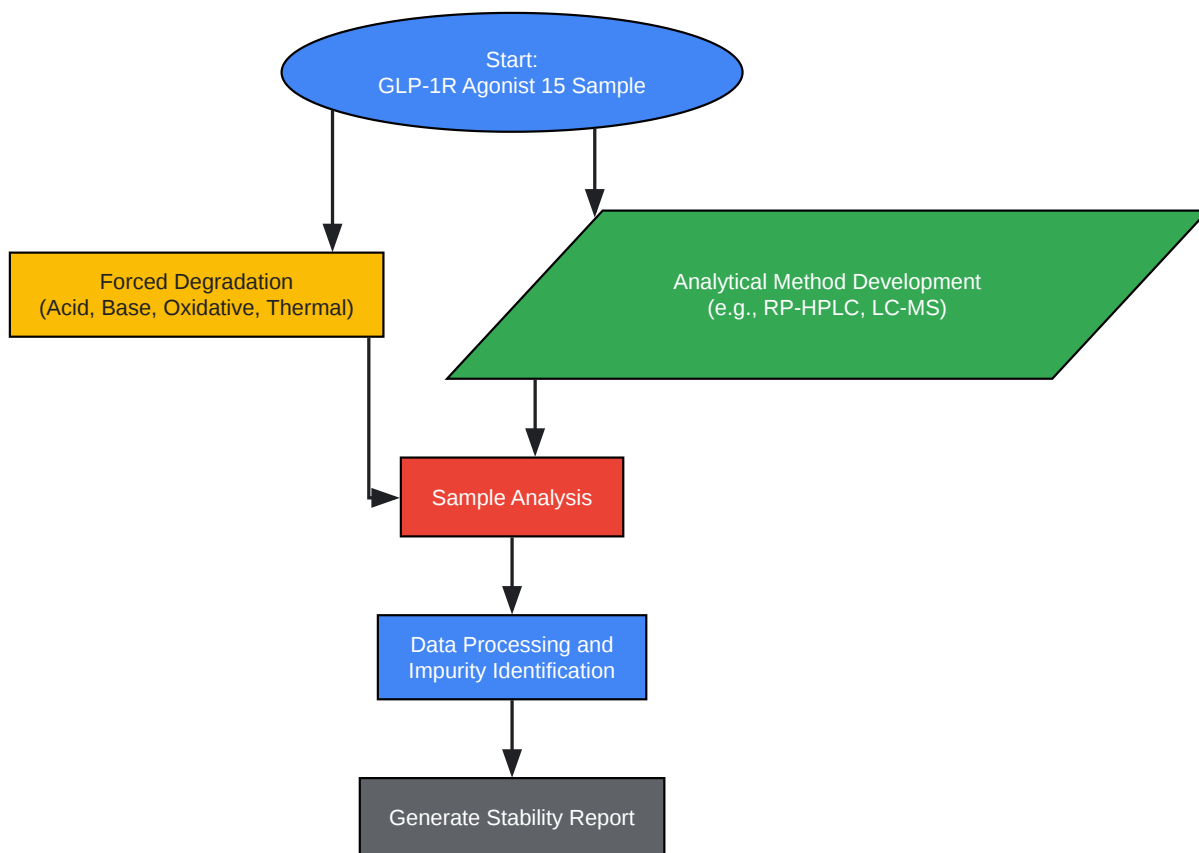 Start:
GLP-1R Agonist 15 Sample
Forced Degradation
(Acid, Base, Oxidative, Thermal)
Analytical Method Development
(e.g., RP-HPLC, LC-MS)
Sample Analysis
Data Processing and
Impurity Identification
Generate Stability Report